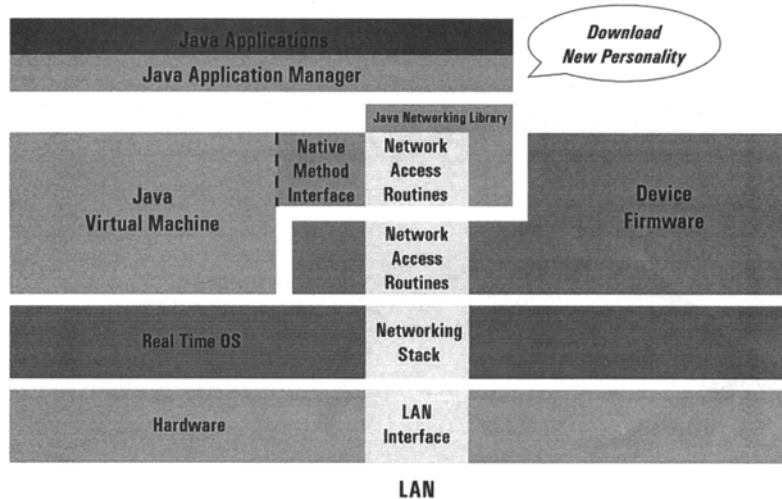 Java Applications
Java Application Manager
Download
New Personality
Java Networking Library
Native
Method
Interface
Network
Access
Routines
Java
Virtual Machine
Device
Firmware
Network
Access
Routines
Real Time OS
Networking
Stack
Hardware
LAN
Interface
LAN